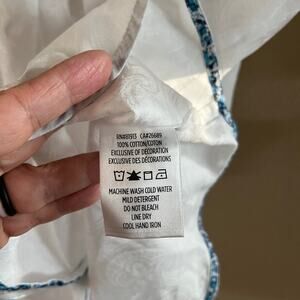 RN#81913 CA#26689
100% COTTON/COTON
EXCLUSIVE OF DECORATION
EXCLUSIVE DES DÉCORATIONS
MACHINE WASH COLD WATER
MILD DETERGENT
DO NOT BLEACH
LINE DRY
COOL HAND IRON